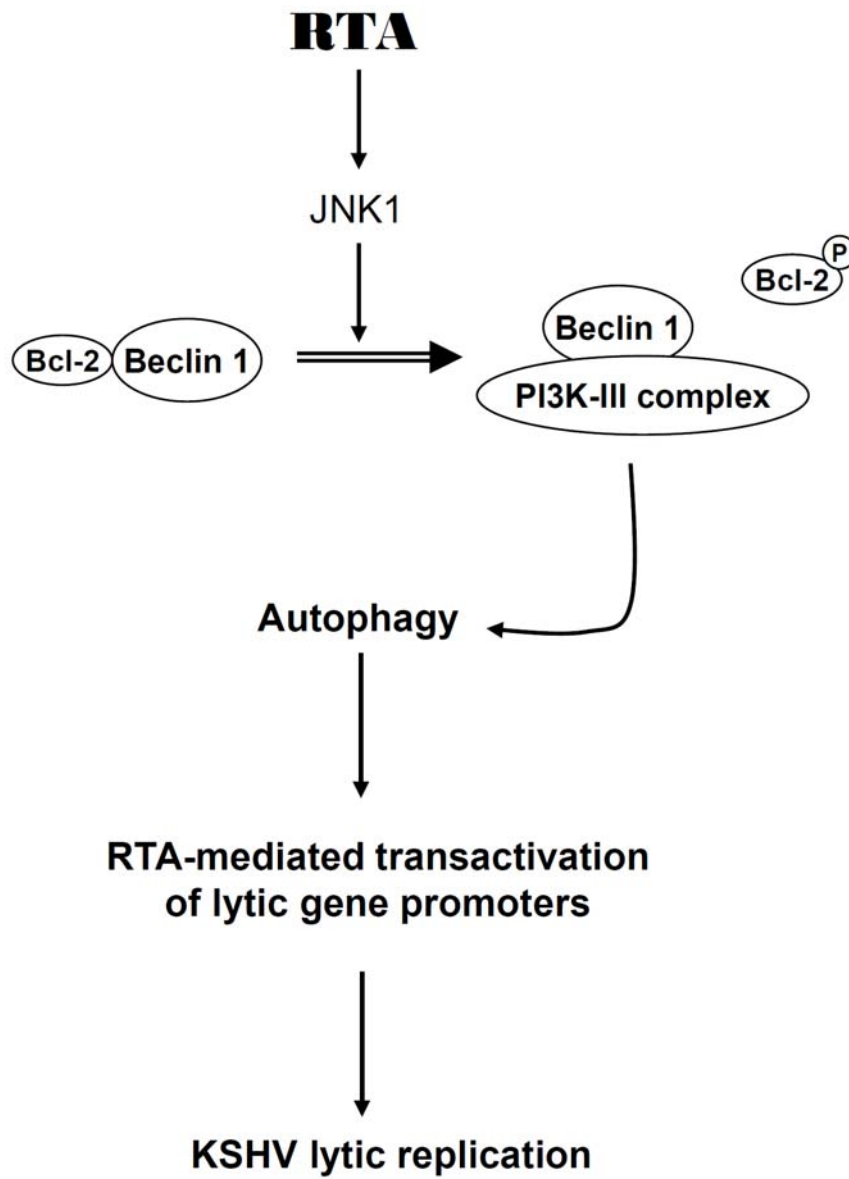 RTA
JNK1
P
Bcl-2
Beclin 1
Bcl-2
Beclin 1
PI3K-III complex
Autophagy
RTA-mediated transactivation
of lytic gene promoters
KSHV lytic replication